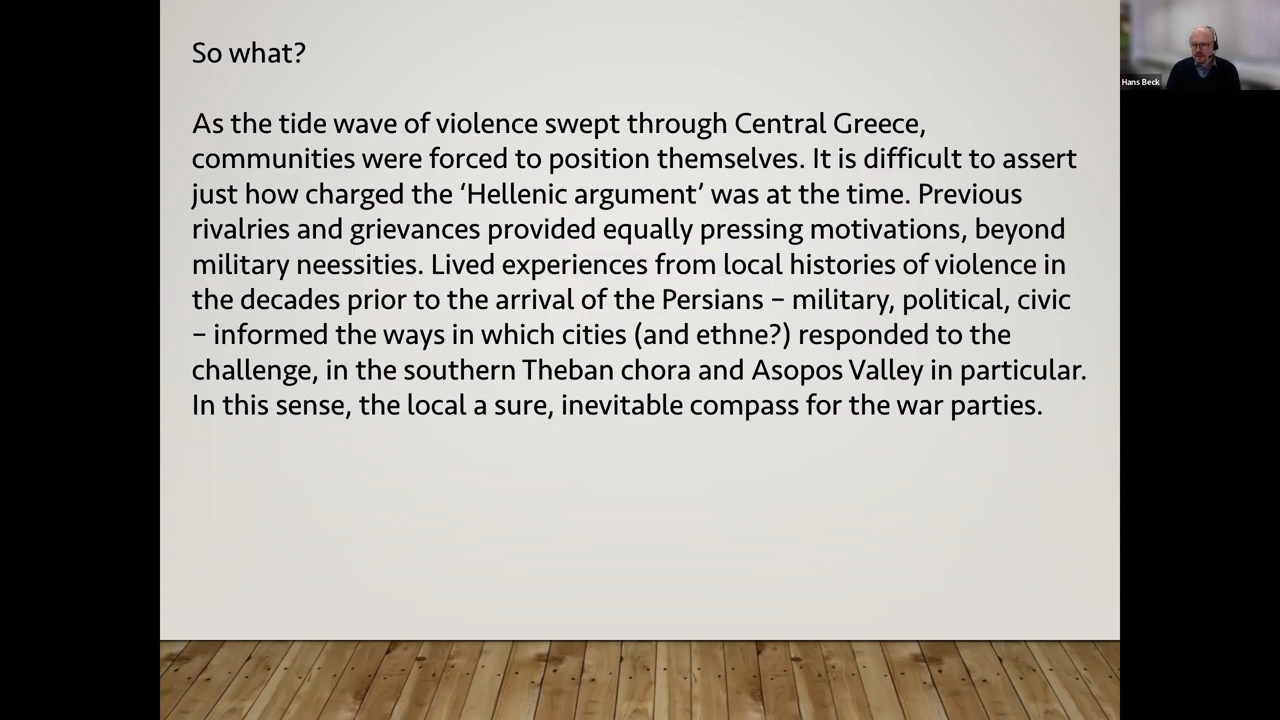 So what?
As the tide wave of violence swept through Central Greece,
communities were forced to position themselves. It is difficult to assert
just how charged the ‘Hellenic argument’ was at the time. Previous
rivalries and grievances provided equally pressing motivations, beyond
military neessities. Lived experiences from local histories of violence in
the decades prior to the arrival of the Persians – military, political, civic
– informed the ways in which cities (and ethne?) responded to the
challenge, in the southern Theban chora and Asopos Valley in particular.
In this sense, the local a sure, inevitable compass for the war parties.
Hans Beck